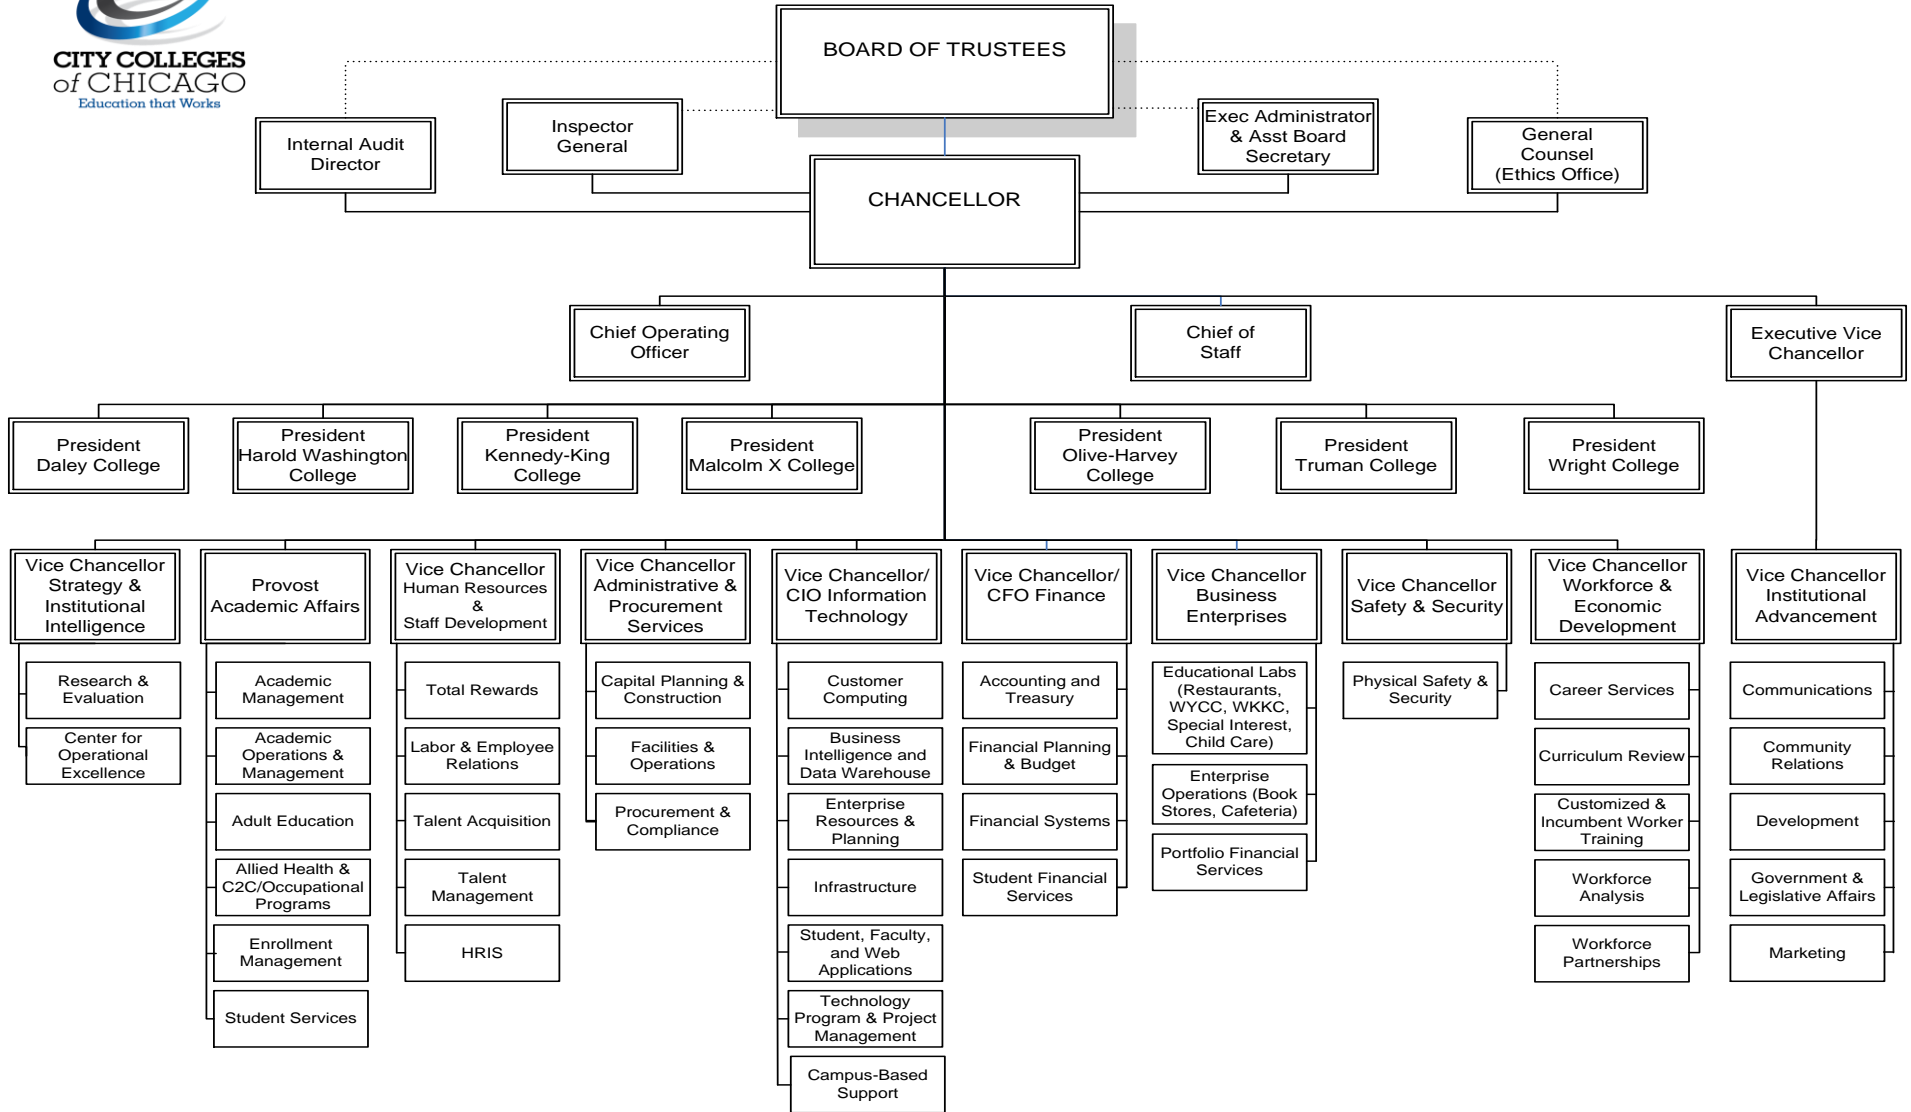 CITY COLLEGES
of CHICAGO
Education that Works
BOARD OF TRUSTEES
Internal Audit
Director
Inspector
General
Exec Administrator
& Asst Board
Secretary
General
Counsel
(Ethics Office)
CHANCELLOR
Chief Operating
Officer
Chief of
Staff
Executive Vice
Chancellor
President
Daley College
President
Harold Washington
College
President
Kennedy-King
College
President
Malcolm X College
President
Olive-Harvey
College
President
Truman College
President
Wright College
Vice Chancellor
Strategy &
Institutional
Intelligence
Research &
Evaluation
Center for
Operational
Excellence
Provost
Academic Affairs
Academic
Management
Academic
Operations &
Management
Adult Education
Allied Health &
C2C/Occupational
Programs
Enrollment
Management
Student Services
Vice Chancellor
Human Resources
&
Staff Development
Total Rewards
Labor & Employee
Relations
Talent Acquisition
Talent
Management
HRIS
Vice Chancellor
Administrative &
Procurement
Services
Capital Planning &
Construction
Facilities &
Operations
Procurement &
Compliance
Vice Chancellor/
CIO Information
Technology
Customer
Computing
Business
Intelligence and
Data Warehouse
Enterprise
Resources &
Planning
Infrastructure
Student, Faculty,
and Web
Applications
Technology
Program & Project
Management
Campus-Based
Support
Vice Chancellor/
CFO Finance
Accounting and
Treasury
Financial Planning
& Budget
Financial Systems
Student Financial
Services
Vice Chancellor
Business
Enterprises
Educational Labs
(Restaurants,
WYCC, WKKC,
Special Interest,
Child Care)
Enterprise
Operations (Book
Stores, Cafeteria)
Portfolio Financial
Services
Vice Chancellor
Safety & Security
Physical Safety &
Security
Vice Chancellor
Workforce &
Economic
Development
Career Services
Curriculum Review
Customized &
Incumbent Worker
Training
Workforce
Analysis
Workforce
Partnerships
Vice Chancellor
Institutional
Advancement
Communications
Community
Relations
Development
Government &
Legislative Affairs
Marketing